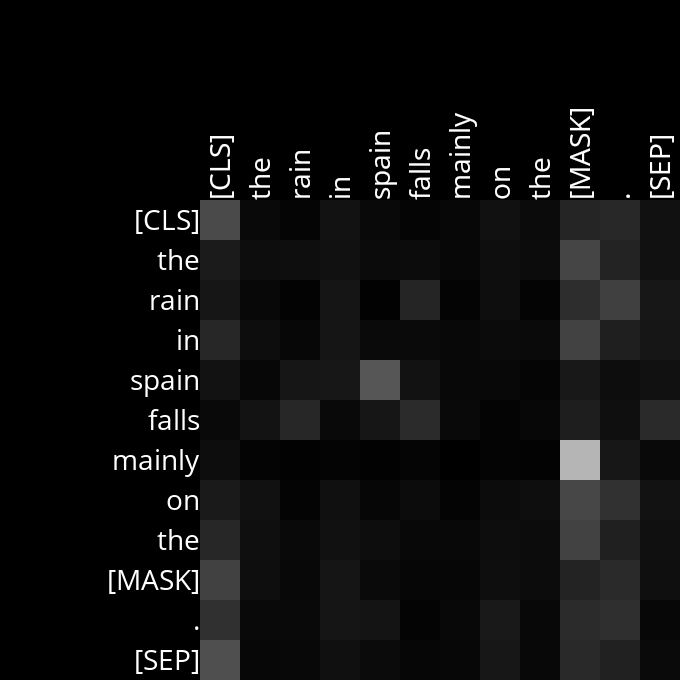 [CLS] the rain in spain falls mainly on the [MASK] . [SEP]
[CLS]
the
rain
in
spain
falls
mainly
on
the
[MASK]
.
[SEP]